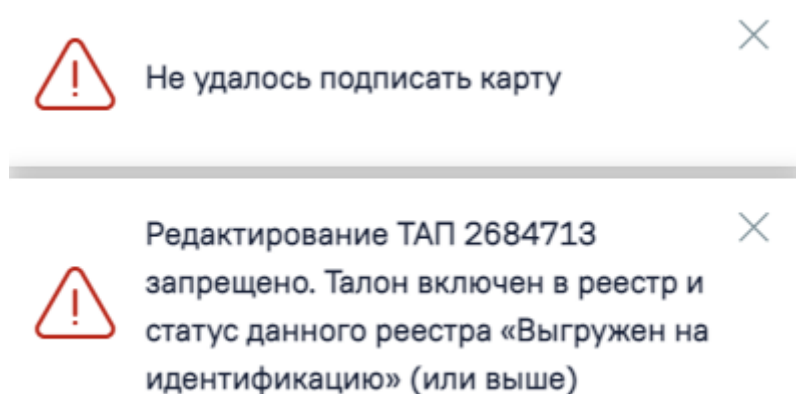 Не удалось подписать карту
Редактирование ТАП 2684713
запрещено. Талон включен в реестр и
статус данного реестра «Выгружен на
идентификацию» (или выше)